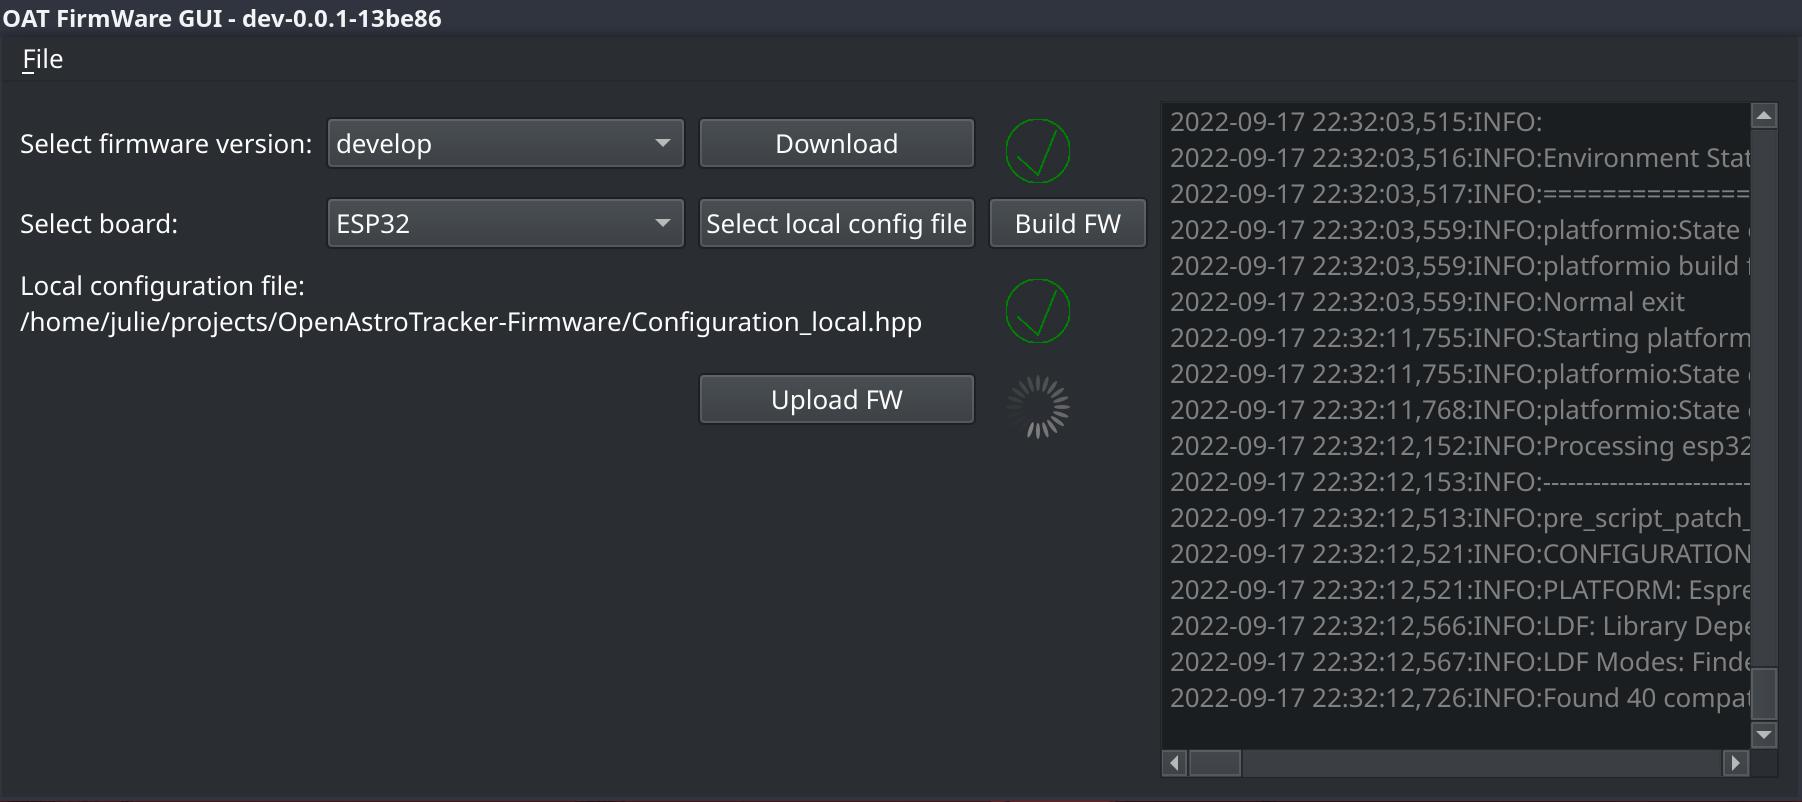 OAT FirmWare GUI - dev-0.0.1-13be86
File
Select firmware version: develop Download
Select board: ESP32 Select local config file Build FW
Local configuration file:
/home/julie/projects/OpenAstroTracker-Firmware/Configuration_local.hpp
Upload FW
2022-09-17 22:32:03,515:INFO:
2022-09-17 22:32:03,516:INFO:Environment Stat
2022-09-17 22:32:03,517:INFO:==============
2022-09-17 22:32:03,559:INFO:platformio:State
2022-09-17 22:32:03,559:INFO:platformio build f
2022-09-17 22:32:03,559:INFO:Normal exit
2022-09-17 22:32:11,755:INFO:Starting platform
2022-09-17 22:32:11,755:INFO:platformio:State
2022-09-17 22:32:11,768:INFO:platformio:State
2022-09-17 22:32:12,152:INFO:Processing esp32
2022-09-17 22:32:12,153:INFO:-------------------------
2022-09-17 22:32:12,513:INFO:pre_script_patch_
2022-09-17 22:32:12,521:INFO:CONFIGURATION
2022-09-17 22:32:12,521:INFO:PLATFORM: Espre
2022-09-17 22:32:12,566:INFO:LDF: Library Depe
2022-09-17 22:32:12,567:INFO:LDF Modes: Finde
2022-09-17 22:32:12,726:INFO:Found 40 compat